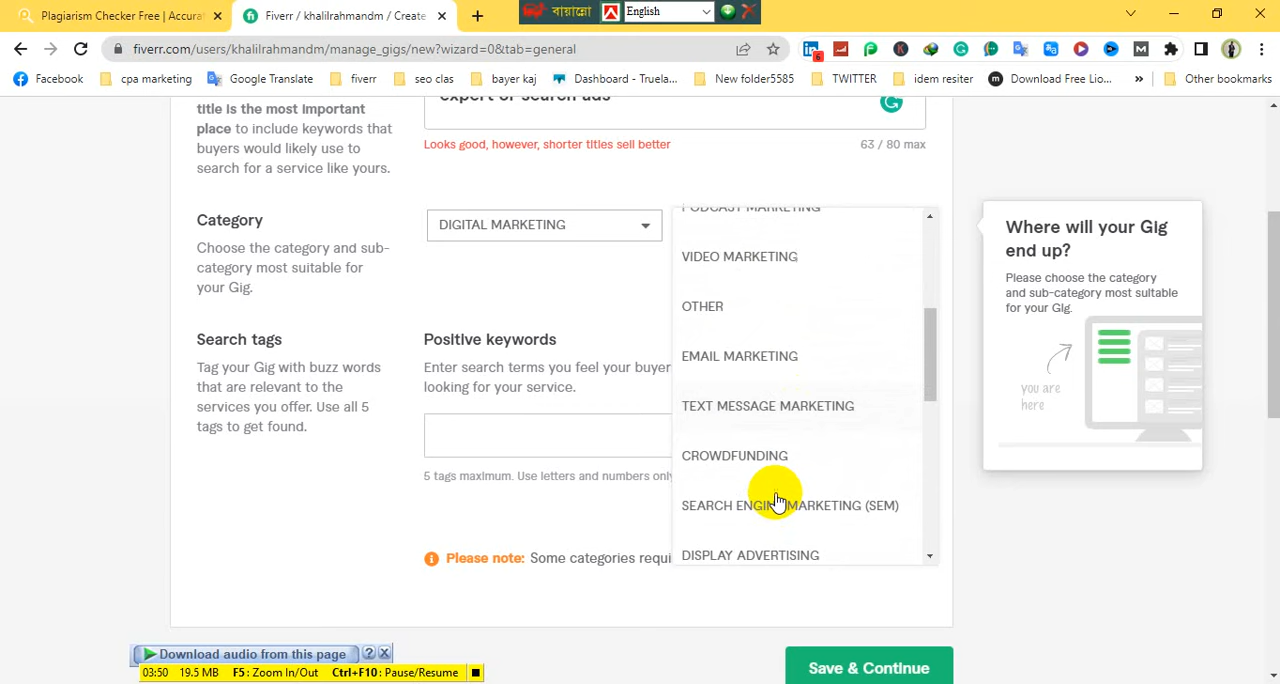 Plagiarism Checker Free | Accurat
Fiverr / khalilrahmandm / Create
বায়ান্নো
English
fiverr.com/users/khalilrahmandm/manage_gigs/new?wizard=0&tab=general
Facebook
cpa marketing
Google Translate
fiverr
seo clas
bayer kaj
Dashboard - Truela...
New folder5585
TWITTER
idem resiter
Download Free Lio...
»
Other bookmarks
title is the most important
place to include keywords that
buyers would likely use to
search for a service like yours.
expert of search ads
Looks good, however, shorter titles sell better
63 / 80 max
Category
Choose the category and sub-
category most suitable for
your Gig.
DIGITAL MARKETING
PODCAST MARKETING
VIDEO MARKETING
OTHER
EMAIL MARKETING
TEXT MESSAGE MARKETING
CROWDFUNDING
SEARCH ENGINE MARKETING (SEM)
DISPLAY ADVERTISING
Where will your Gig
end up?
Please choose the category
and sub-category most suitable
for your GIg.
you are
here
Search tags
Tag your Gig with buzz words
that are relevant to the
services you offer. Use all 5
tags to get found.
Positive keywords
Enter search terms you feel your buyer
looking for your service.
5 tags maximum. Use letters and numbers only
Please note: Some categories requi
Download audio from this page
? X
03:50 19.5 MB F5: Zoom In/Out Ctrl+F10: Pause/Resume
Save & Continue